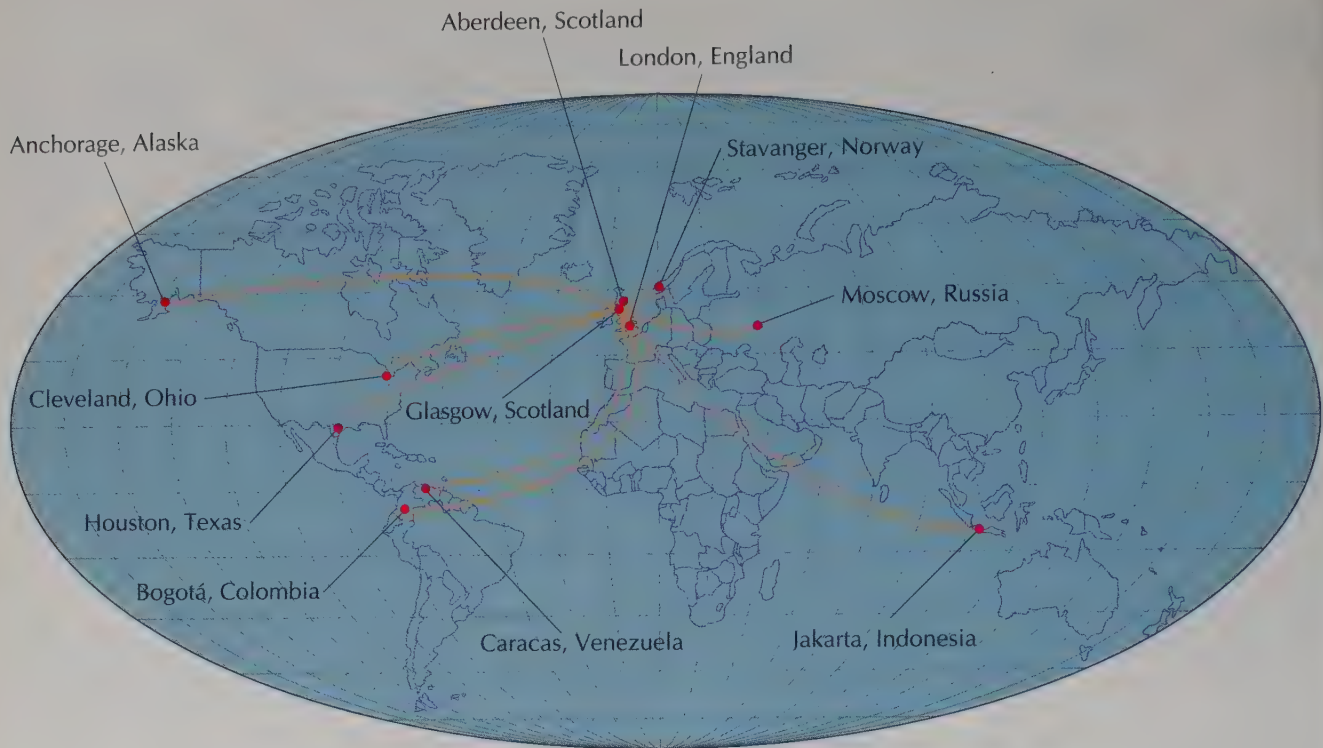 Aberdeen, Scotland
London, England
Anchorage, Alaska
Stavanger, Norway
Moscow, Russia
Cleveland, Ohio
Glasgow, Scotland
Houston, Texas
Bogotá, Colombia
Caracas, Venezuela
Jakarta, Indonesia